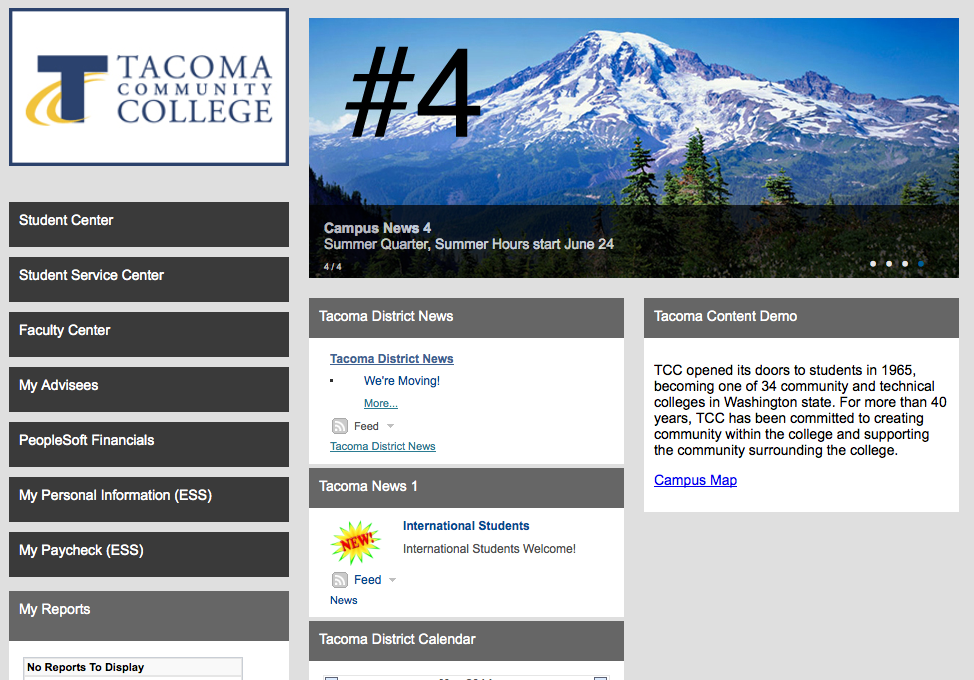 TACOMA
COMMUNITY
COLLEGE
Student Center
Student Service Center
Faculty Center
My Advisees
PeopleSoft Financials
My Personal Information (ESS)
My Paycheck (ESS)
My Reports
No Reports To Display
#4
Campus News 4
Summer Quarter, Summer Hours start June 24
4 / 4
Tacoma District News
Tacoma District News
We're Moving!
More...
Feed
Tacoma District News
Tacoma News 1
NEW!
International Students
International Students Welcome!
Feed
News
Tacoma District Calendar
Tacoma Content Demo
TCC opened its doors to students in 1965,
becoming one of 34 community and technical
colleges in Washington state. For more than 40
years, TCC has been committed to creating
community within the college and supporting
the community surrounding the college.
Campus Map